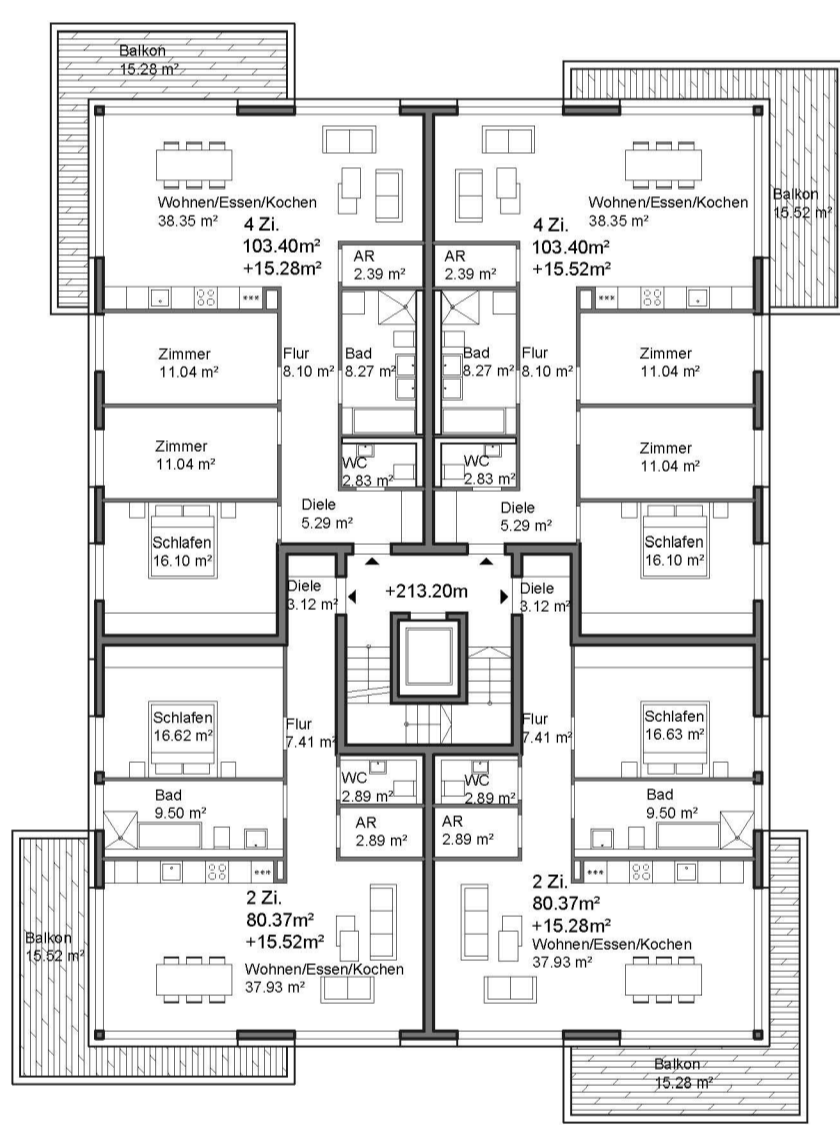 Balkon
15.28 m²
Balkon
15.52 m²
Wohnen/Essen/Kochen
38.35 m²
4 Zi.
103.40m²
+15.28m²
Wohnen/Essen/Kochen
38.35 m²
4 Zi.
103.40m²
+15.52m²
AR
2.39 m²
AR
2.39 m²
Zimmer
11.04 m²
Flur
8.10 m²
Bad
8.27 m²
Bad
8.27 m²
Flur
8.10 m²
Zimmer
11.04 m²
Zimmer
11.04 m²
WC
2.83 m²
WC
2.83 m²
Zimmer
11.04 m²
Diele
5.29 m²
Diele
5.29 m²
Schlafen
16.10 m²
Schlafen
16.10 m²
Diele
3.12 m²
+213.20m
Diele
3.12 m²
Schlafen
16.62 m²
Flur
7.41 m²
Flur
7.41 m²
Schlafen
16.63 m²
Bad
9.50 m²
WC
2.89 m²
WC
2.89 m²
Bad
9.50 m²
AR
2.89 m²
AR
2.89 m²
2 Zi.
80.37m²
+15.52m²
2 Zi.
80.37m²
+15.28m²
Balkon
15.52 m²
Wohnen/Essen/Kochen
37.93 m²
Wohnen/Essen/Kochen
37.93 m²
Balkon
15.28 m²